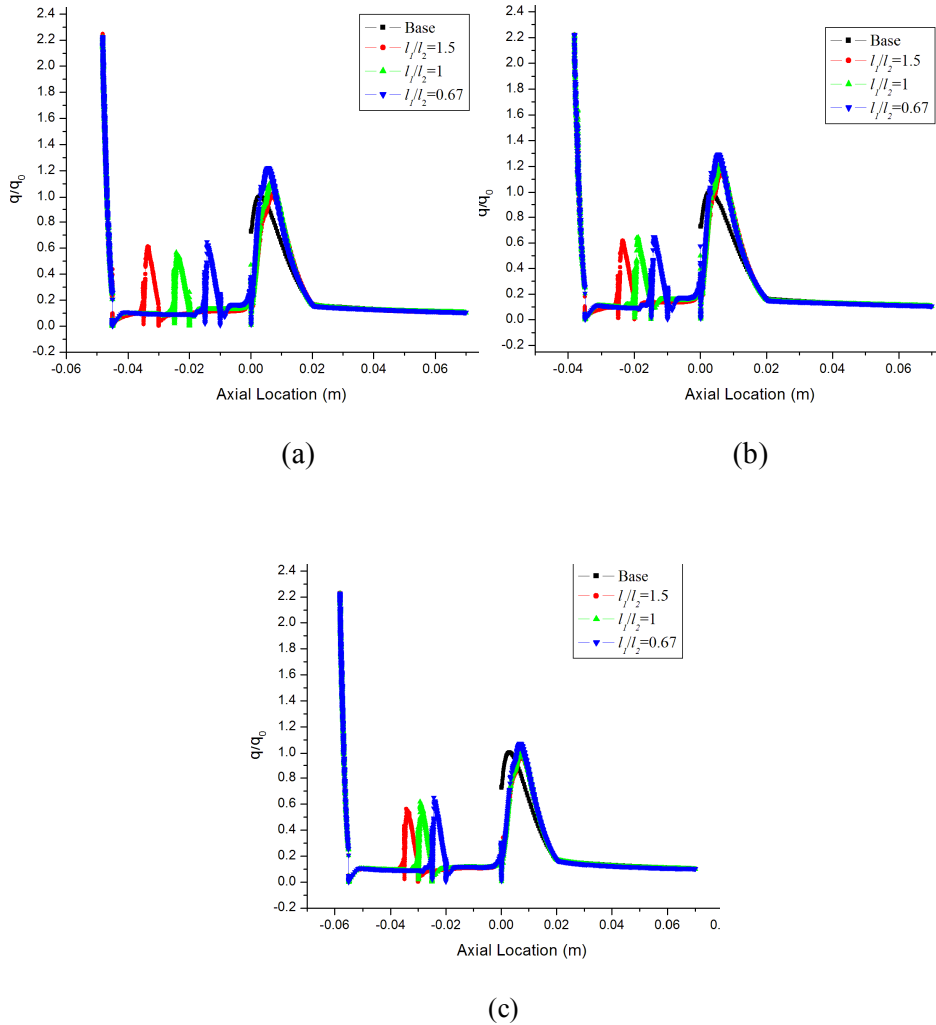 2.4
2.2
2.0
1.8
1.6
1.4
1.2
1.0
0.8
0.6
0.4
0.2
0.0
-0.2
q/q0
Base
l1/l2=1.5
l1/l2=1
l1/l2=0.67
-0.06 -0.04 -0.02 0.00 0.02 0.04 0.06
Axial Location (m)
(a)
2.4
2.2
2.0
1.8
1.6
1.4
1.2
1.0
0.8
0.6
0.4
0.2
0.0
-0.2
q/q0
Base
l1/l2=1.5
l1/l2=1
l1/l2=0.67
-0.04 -0.02 0.00 0.02 0.04 0.06
Axial Location (m)
(b)
2.4
2.2
2.0
1.8
1.6
1.4
1.2
1.0
0.8
0.6
0.4
0.2
0.0
-0.2
q/q0
Base
l1/l2=1.5
l1/l2=1
l1/l2=0.67
-0.06 -0.04 -0.02 0.00 0.02 0.04 0.06 0.
Axial Location (m)
(c)